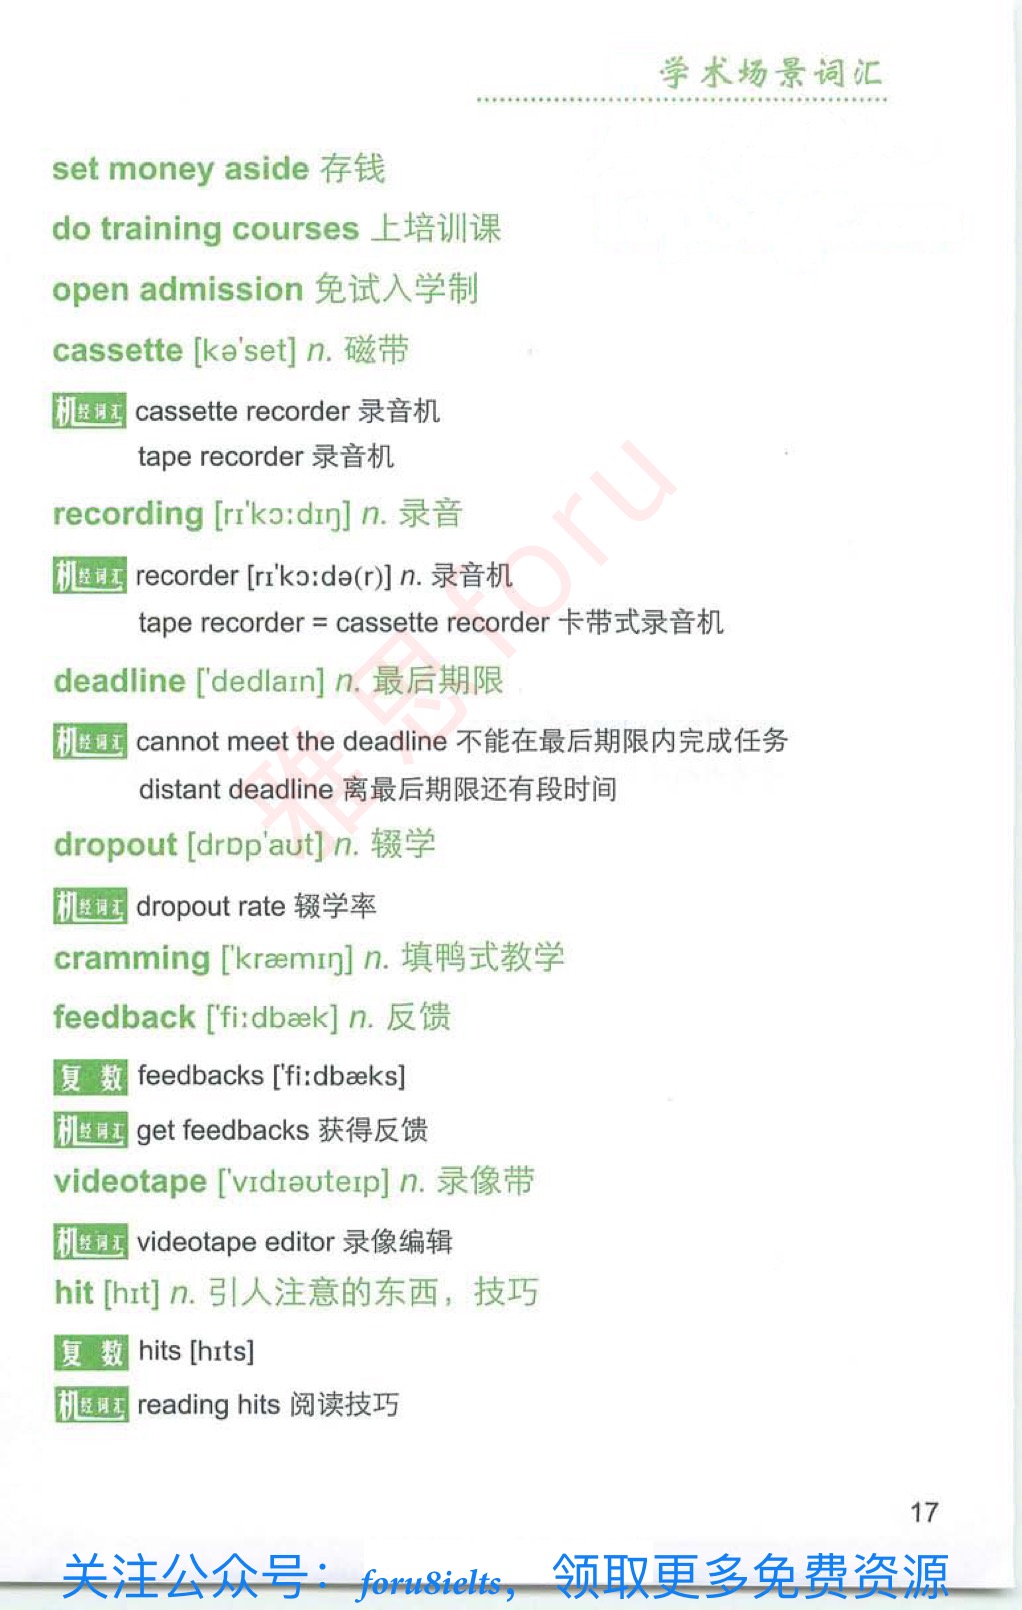 学术场景词汇
set money aside 存钱
do training courses 上培训课
open admission 免试入学制
cassette [kə'set] n. 磁带
机经词汇 cassette recorder 录音机
tape recorder 录音机
recording [rɪ'kɔːdɪŋ] n. 录音
机经词汇 recorder [rɪ'kɔːdə(r)] n. 录音机
tape recorder = cassette recorder 卡带式录音机
deadline ['dedlaɪn] n. 最后期限
机经词汇 cannot meet the deadline 不能在最后期限内完成任务
distant deadline 离最后期限还有段时间
dropout [drɒp'aʊt] n. 辍学
机经词汇 dropout rate 辍学率
cramming ['kræmɪŋ] n. 填鸭式教学
feedback ['fiːdbæk] n. 反馈
复数 feedbacks ['fiːdbæks]
机经词汇 get feedbacks 获得反馈
videotape ['vɪdɪəʊteɪp] n. 录像带
机经词汇 videotape editor 录像编辑
hit [hɪt] n. 引人注意的东西，技巧
复数 hits [hɪts]
机经词汇 reading hits 阅读技巧
雅思foru
17
关注公众号：foru8ielts，领取更多免费资源